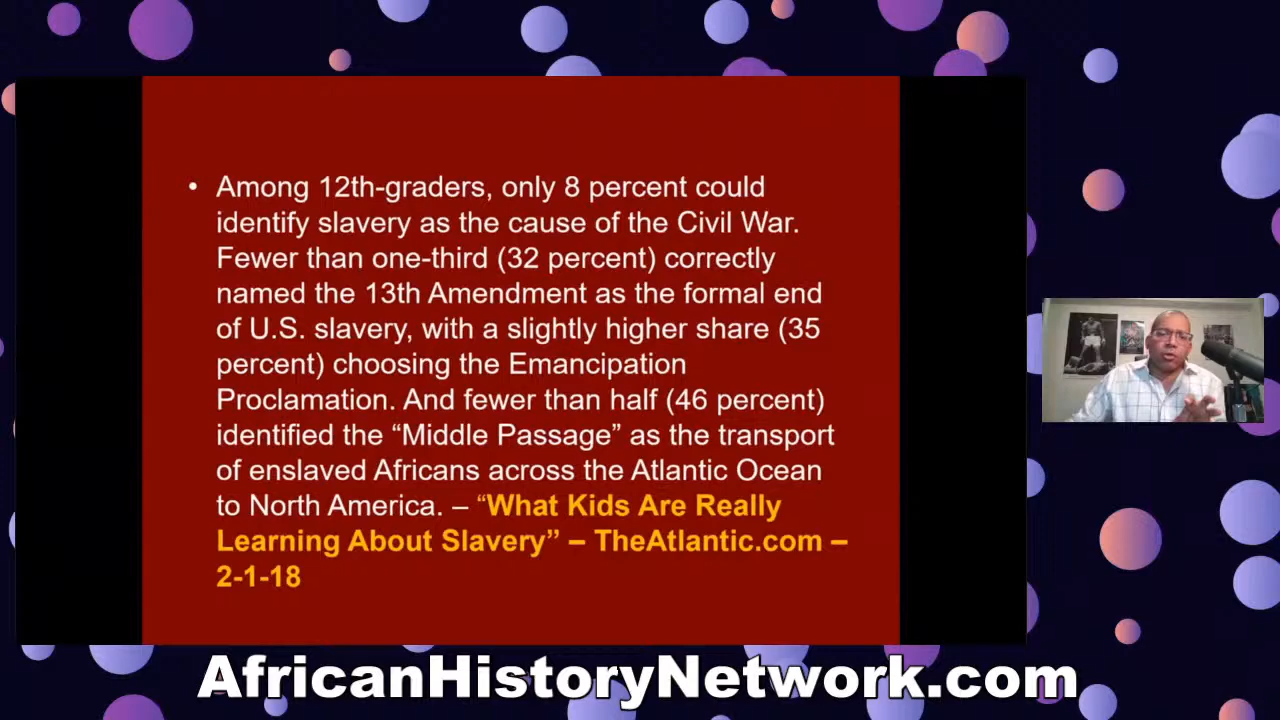 • Among 12th-graders, only 8 percent could
identify slavery as the cause of the Civil War.
Fewer than one-third (32 percent) correctly
named the 13th Amendment as the formal end
of U.S. slavery, with a slightly higher share (35
percent) choosing the Emancipation
Proclamation. And fewer than half (46 percent)
identified the “Middle Passage” as the transport
of enslaved Africans across the Atlantic Ocean
to North America. – “What Kids Are Really
Learning About Slavery” – TheAtlantic.com –
2-1-18
AfricanHistoryNetwork.com